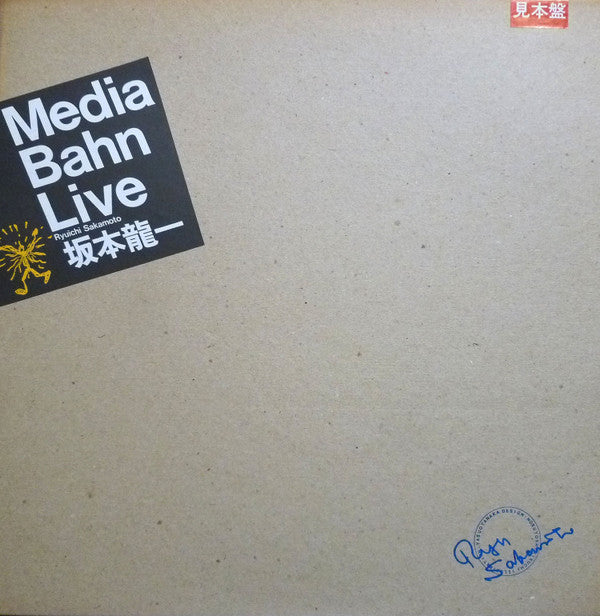 見本盤
Media
Bahn
Live
Ryuichi Sakamoto
坂本龍一
Ryu
Sakamoto